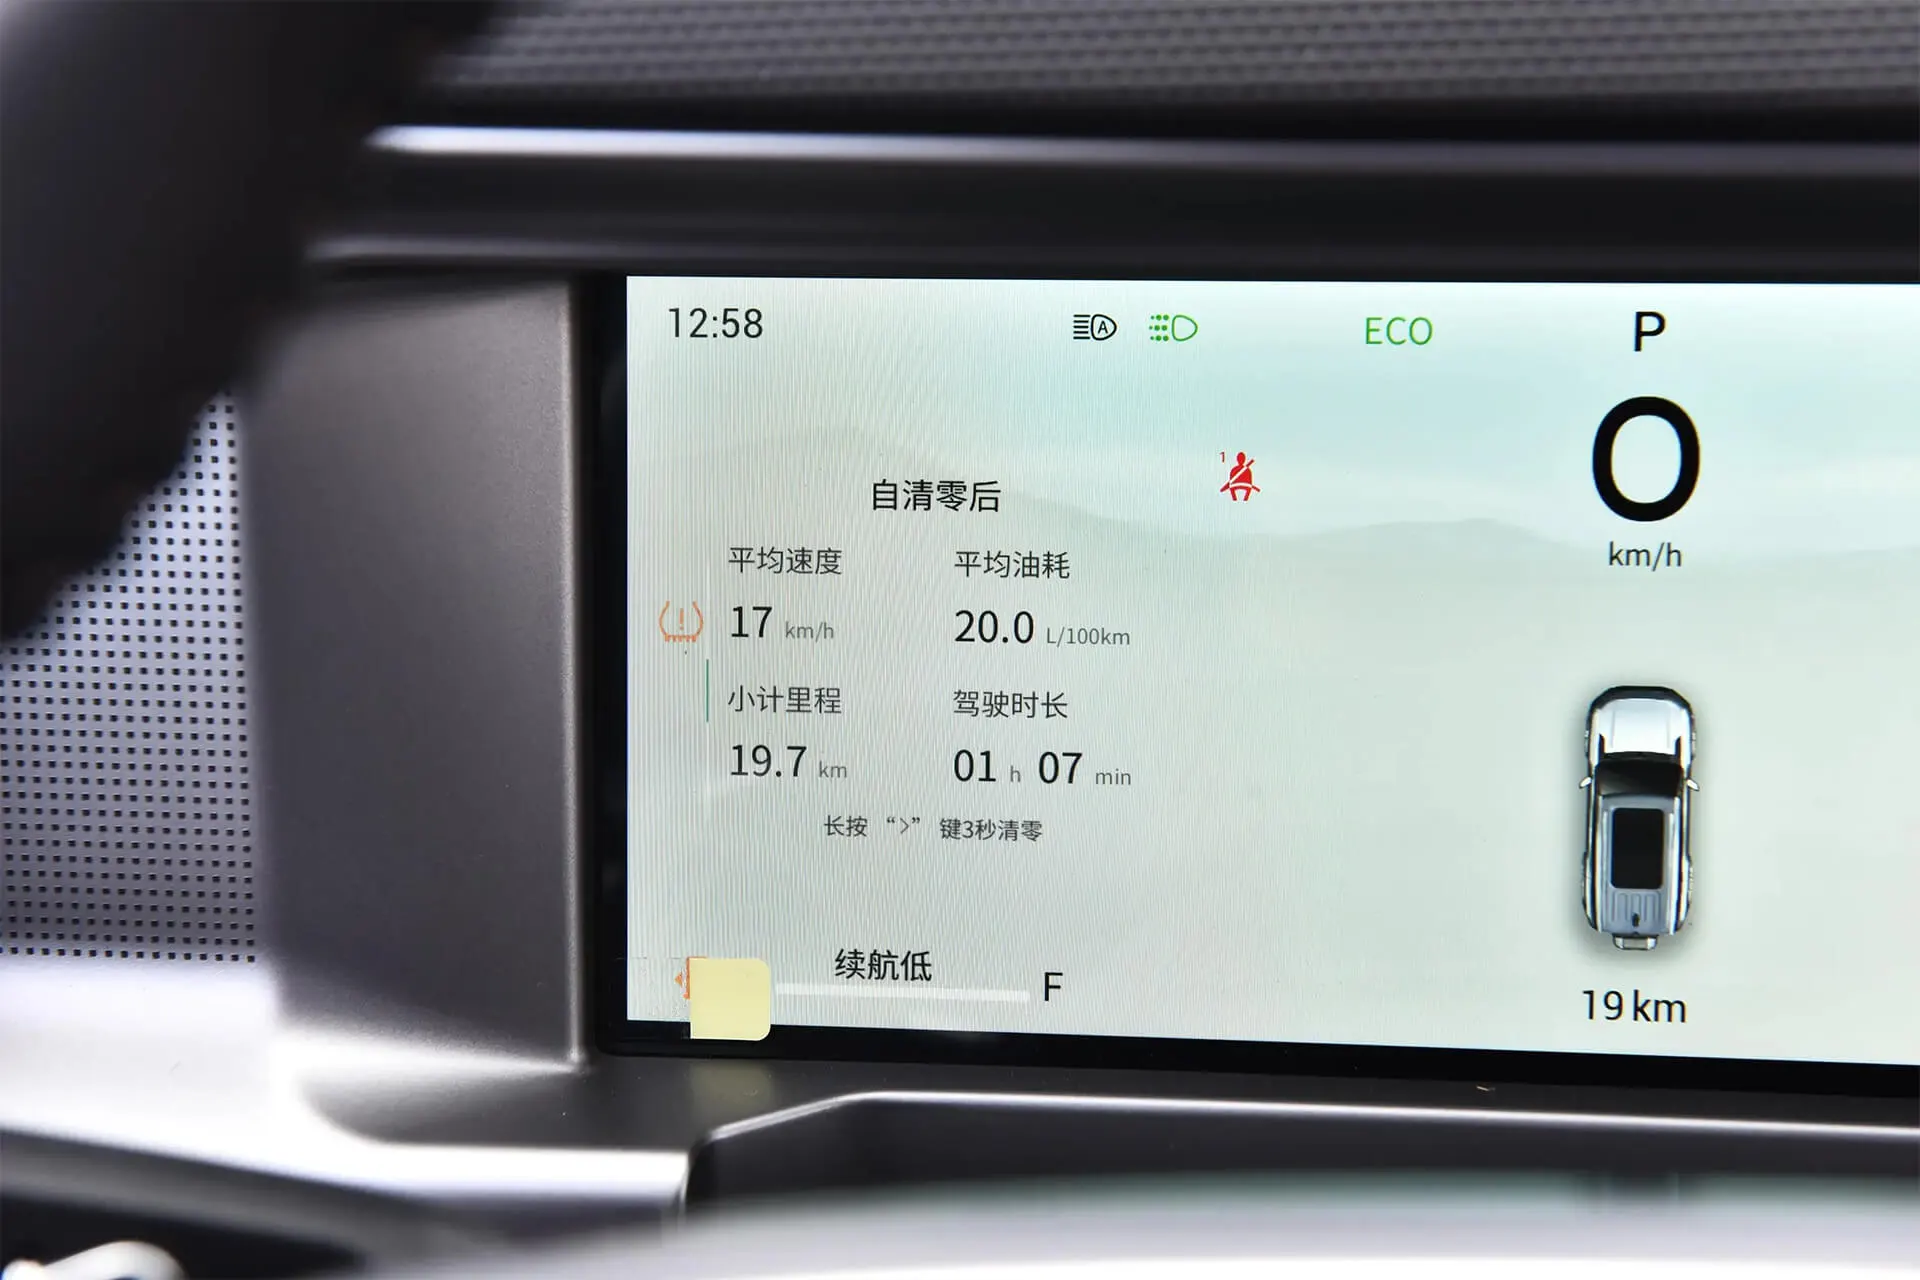 12:58
A
ECO
P
0
km/h
1
自清零后
平均速度 平均油耗
17 km/h 20.0 L/100km
小计里程 驾驶时长
19.7 km 01 h 07 min
长按 “>” 键3秒清零
续航低
F
19 km